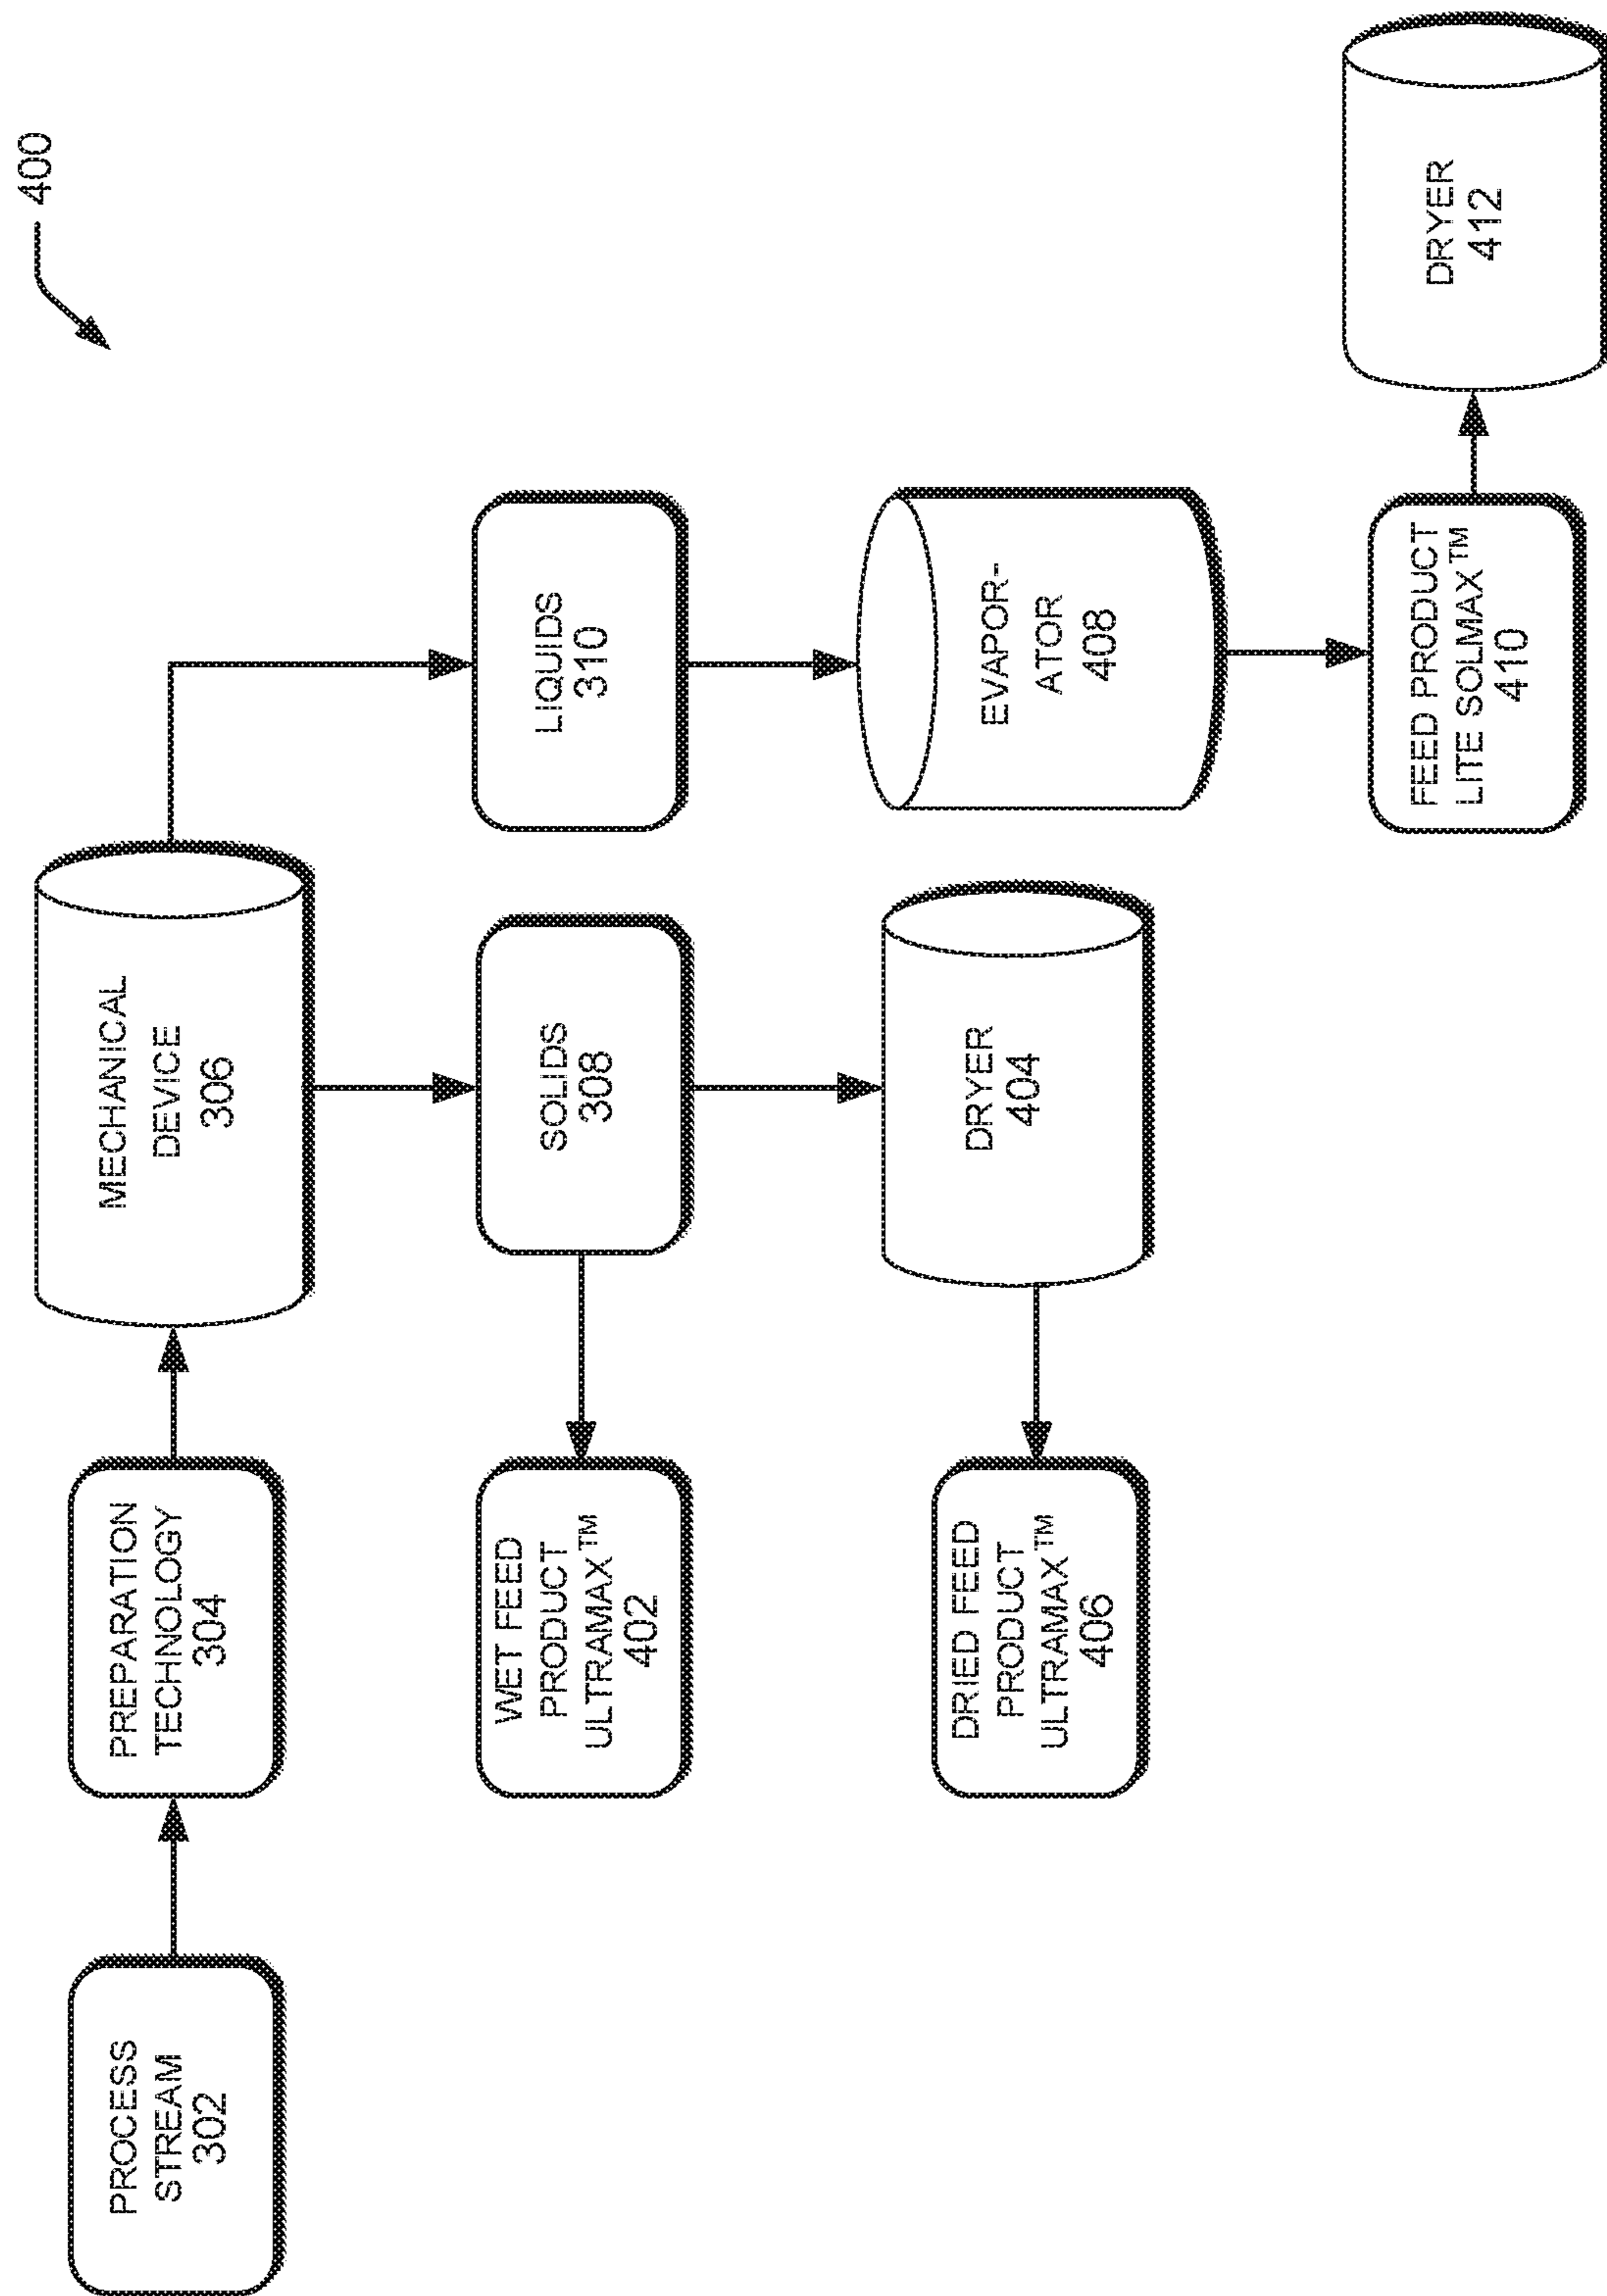 400
PROCESS
STREAM
302
PREPARATION
TECHNOLOGY
304
MECHANICAL
DEVICE
306
WET FEED
PRODUCT
ULTRAMAX™
402
SOLIDS
308
LIQUIDS
310
DRIED FEED
PRODUCT
ULTRAMAX™
406
DRYER
404
EVAPOR-
ATOR
408
FEED PRODUCT
LITE SOLMAX™
410
DRYER
412